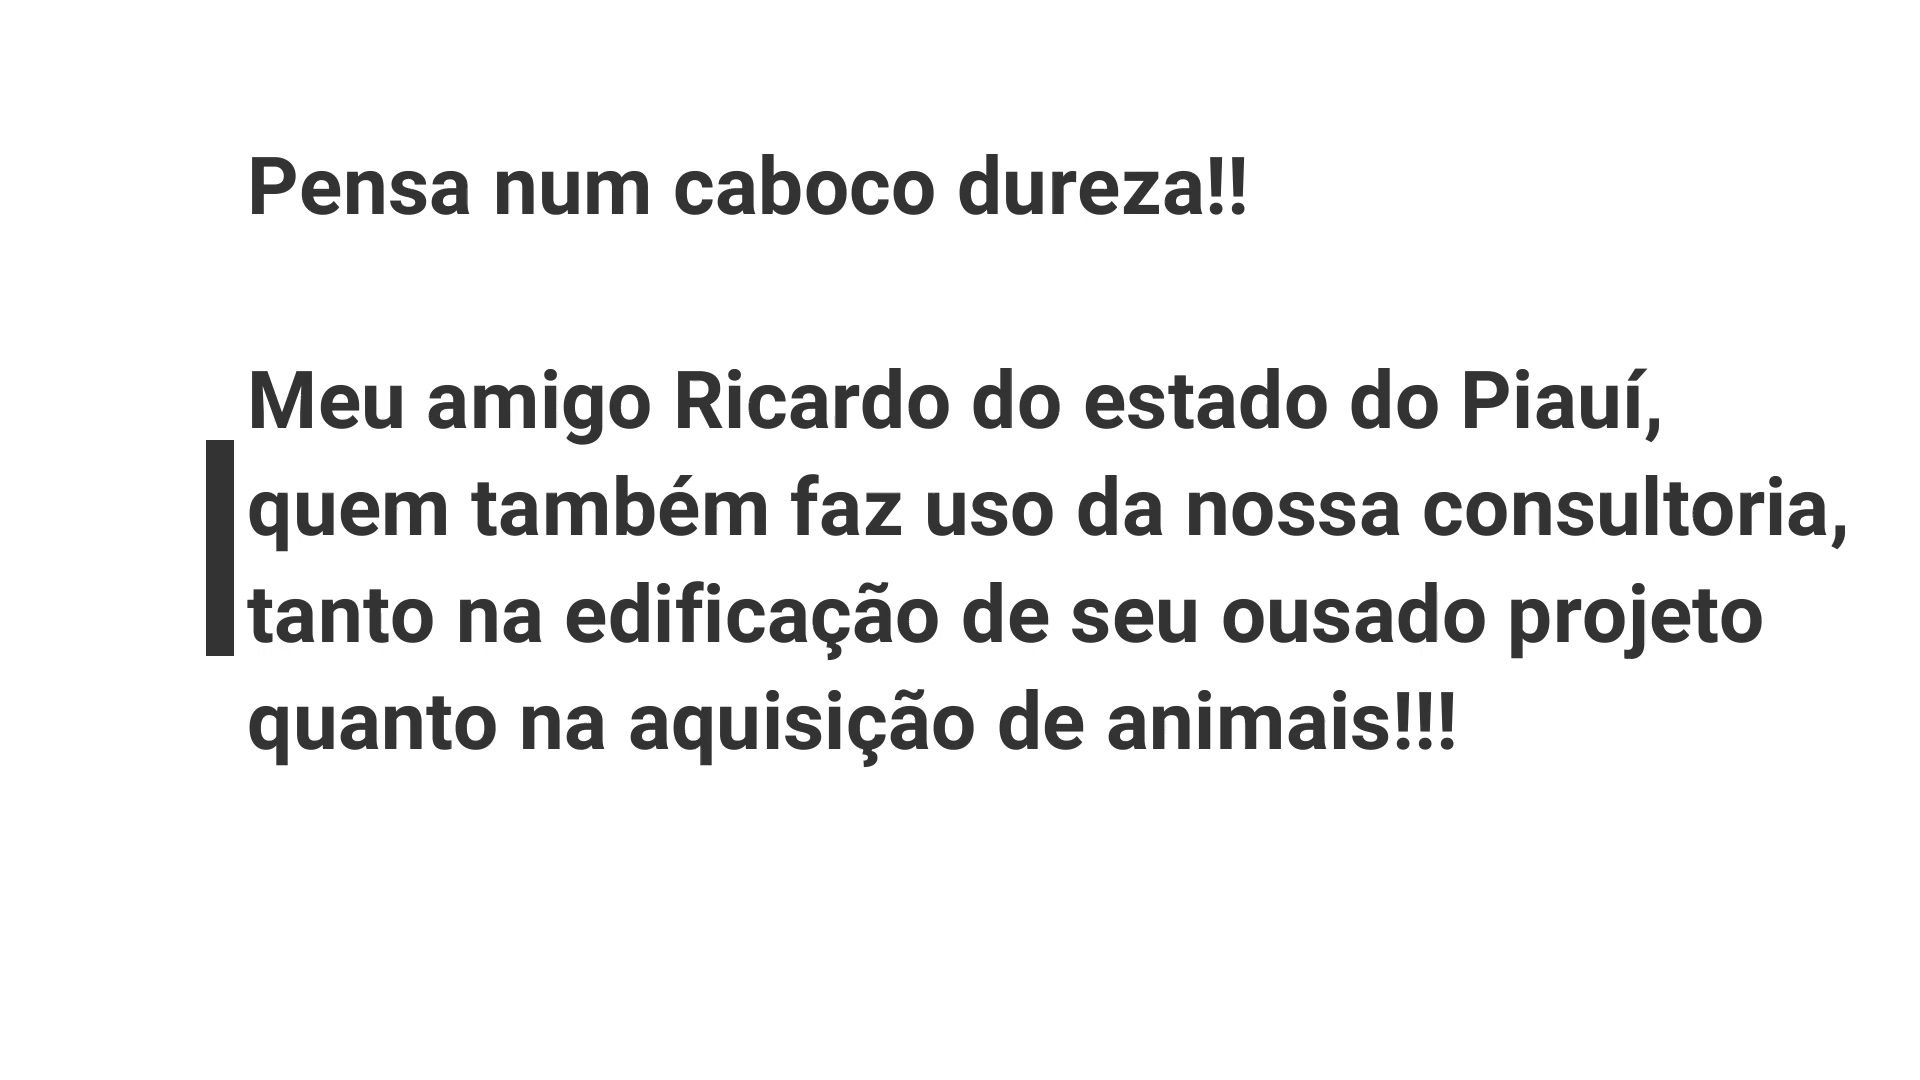 Pensa num caboco dureza!!
Meu amigo Ricardo do estado do Piauí,
quem também faz uso da nossa consultoria,
tanto na edificação de seu ousado projeto
quanto na aquisição de animais!!!